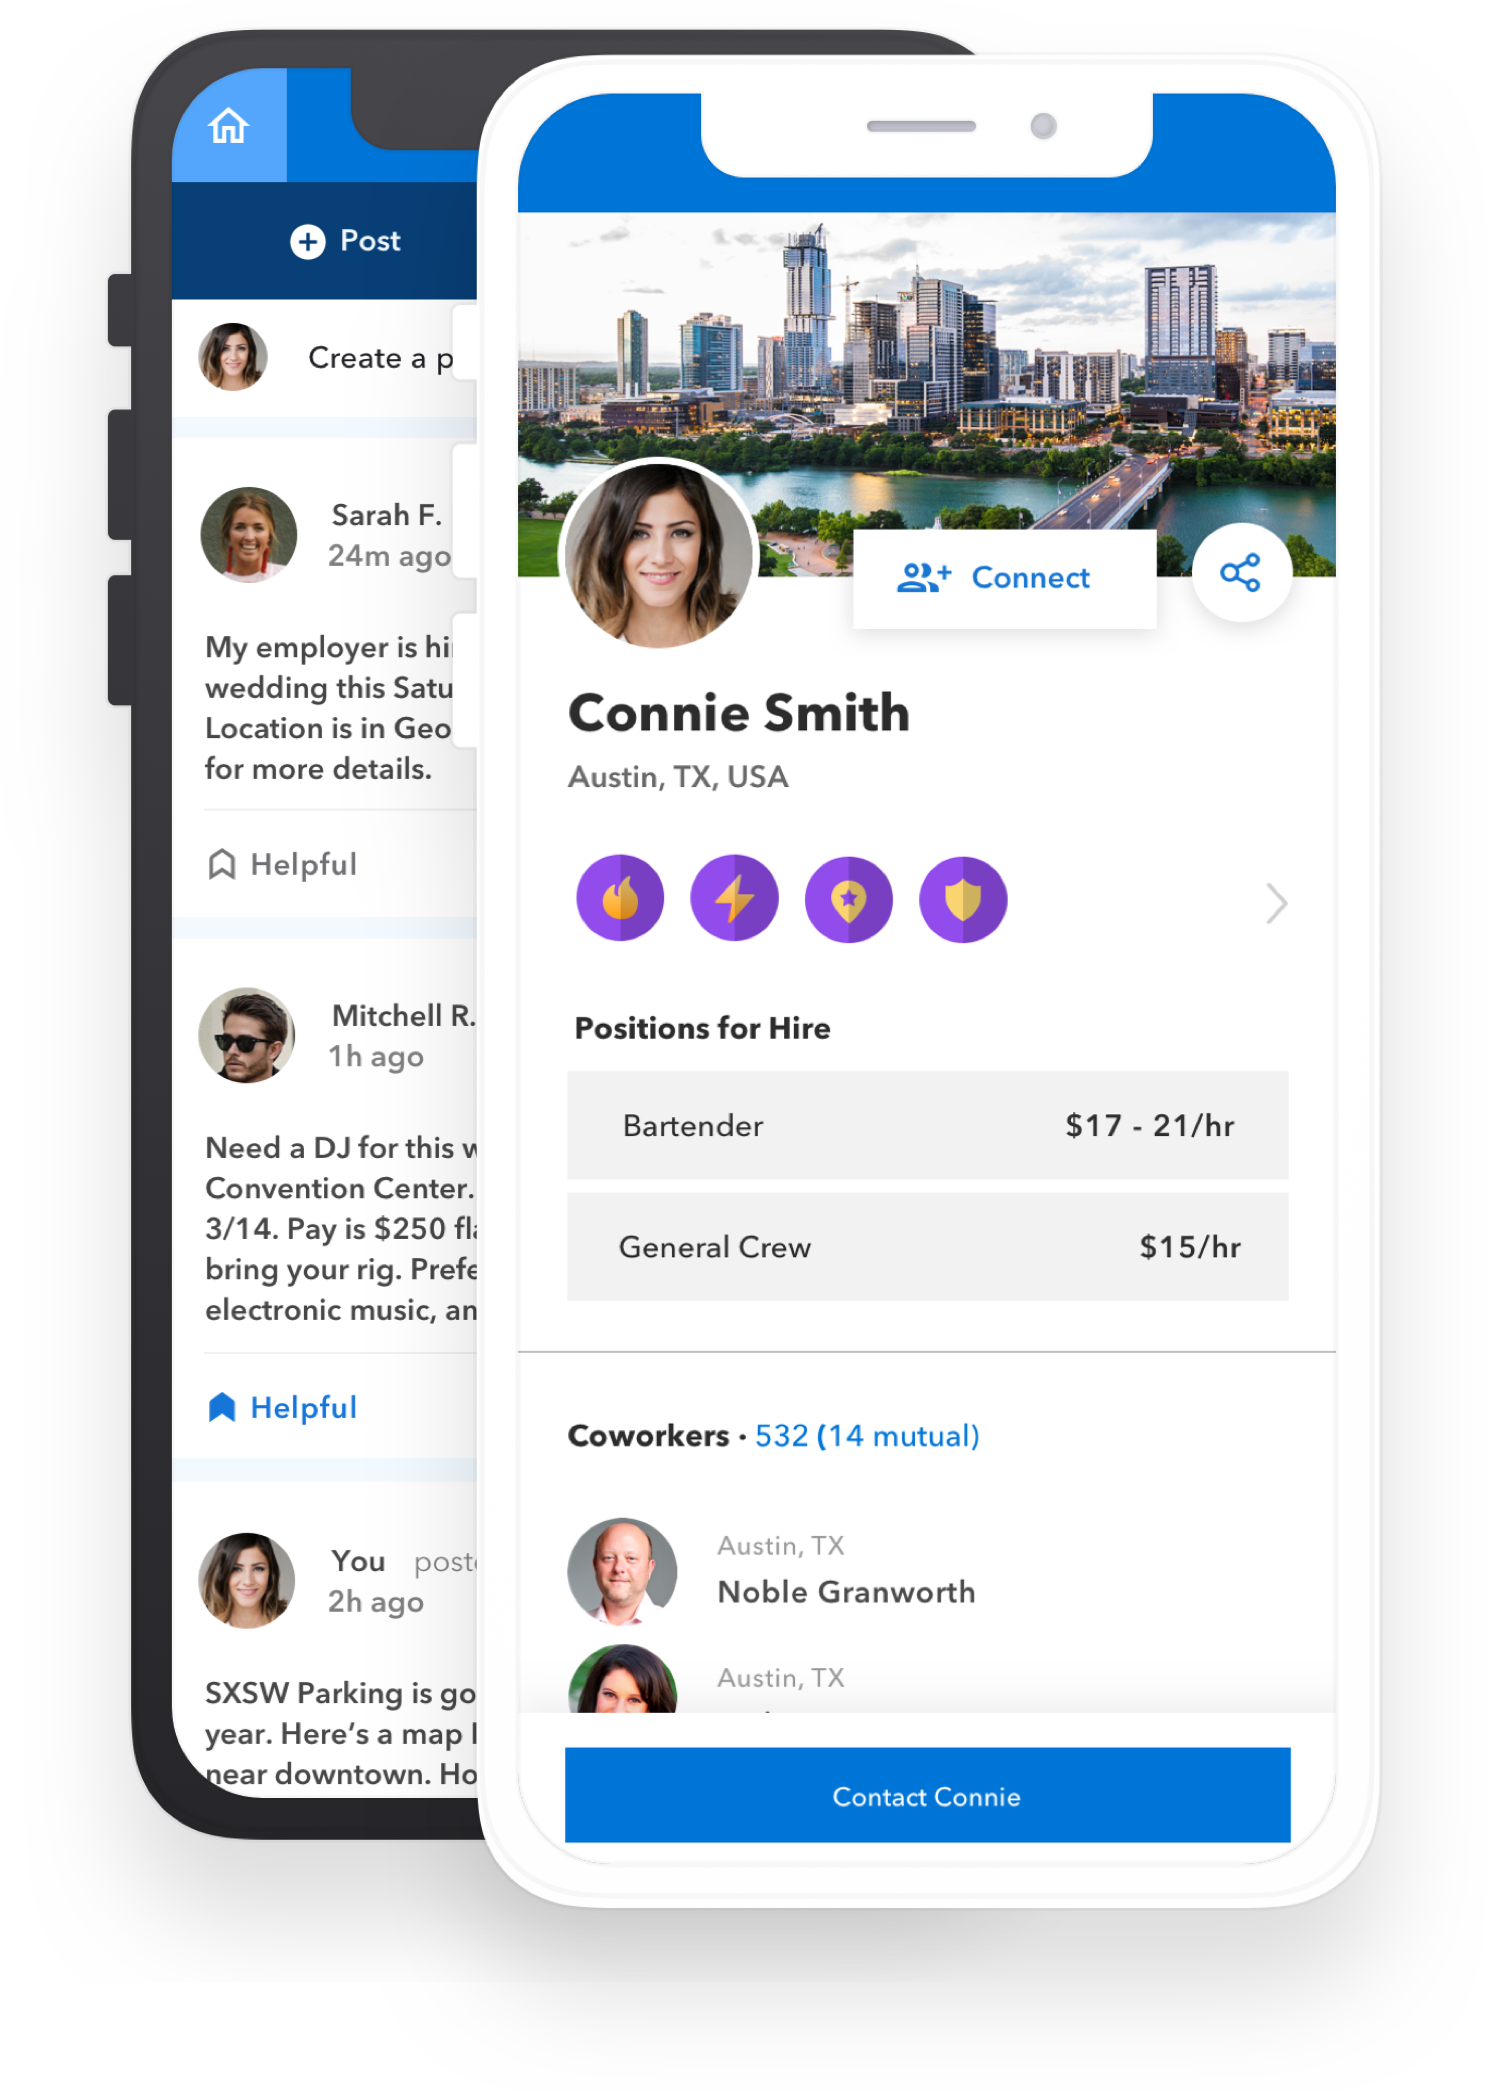 Post
Create a p
Sarah F.
24m ago
My employer is hi
wedding this Satu
Location is in Geo
for more details.
Helpful
Mitchell R.
1h ago
Need a DJ for this w
Convention Center.
3/14. Pay is $250 fla
bring your rig. Prefe
electronic music, an
Helpful
You poste
2h ago
SXSW Parking is go
year. Here's a map
near downtown. Ho
Connect
Connie Smith
Austin, TX, USA
Positions for Hire
Bartender $17 - 21/hr
General Crew $15/hr
Coworkers • 532 (14 mutual)
Austin, TX
Noble Granworth
Austin, TX
Contact Connie